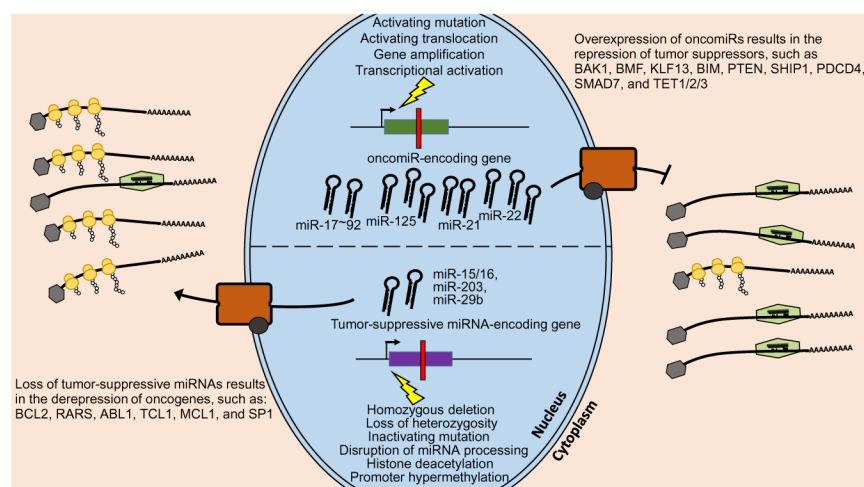 Activating mutation
Activating translocation
Gene amplification
Transcriptional activation
Overexpression of oncomiRs results in the
repression of tumor suppressors, such as
BAK1, BMF, KLF13, BIM, PTEN, SHIP1, PDCD4,
SMAD7, and TET1/2/3
AAAAAAAA
AAAAAAAA
AAAAAAAA
AAAAAAAA
AAAAAAAA
oncomiR-encoding gene
miR-17~92
miR-125
miR-21
miR-22
AAAAAAAA
AAAAAAAA
AAAAAAAA
AAAAAAAA
AAAAAAAA
miR-15/16,
miR-203,
miR-29b
Tumor-suppressive miRNA-encoding gene
Loss of tumor-suppressive miRNAs results
in the derepression of oncogenes, such as:
BCL2, RARS, ABL1, TCL1, MCL1, and SP1
Homozygous deletion
Loss of heterozygosity
Inactivating mutation
Disruption of miRNA processing
Histone deacetylation
Promoter hypermethylation
Nucleus
Cytoplasm